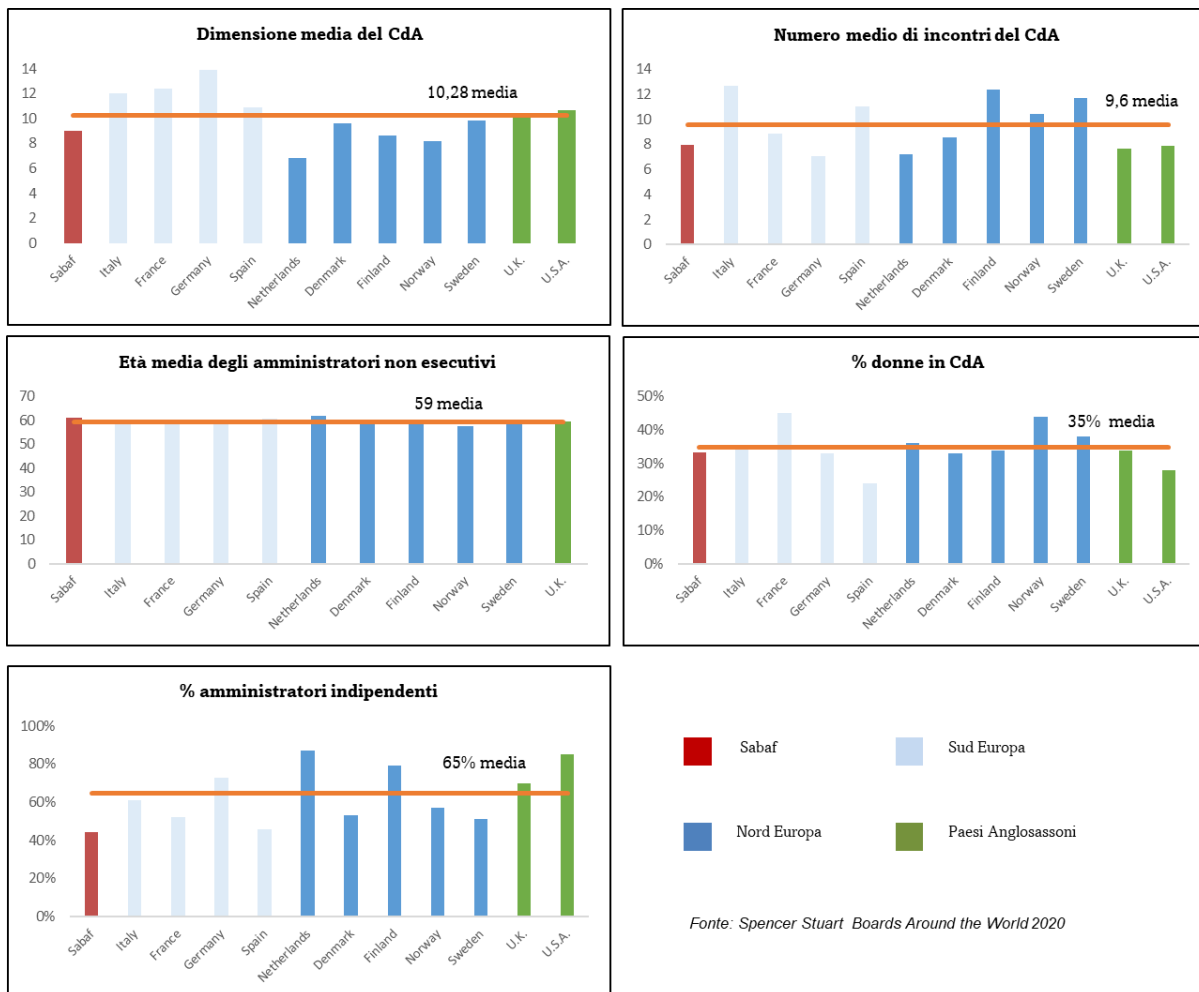 Dimensione media del CdA
14
12
10
8
6
4
2
0
10,28 media
Sabaf
Italy
France
Germany
Spain
Netherlands
Denmark
Finland
Norway
Sweden
U.K.
U.S.A.
Numero medio di incontri del CdA
14
12
10
8
6
4
2
0
9,6 media
Sabaf
Italy
France
Germany
Spain
Netherlands
Denmark
Finland
Norway
Sweden
U.K.
U.S.A.
Età media degli amministratori non esecutivi
70
60
50
40
30
20
10
0
59 media
Sabaf
Italy
France
Germany
Spain
Netherlands
Denmark
Finland
Norway
Sweden
U.K.
% donne in CdA
50%
40%
30%
20%
10%
0%
35% media
Sabaf
Italy
France
Germany
Spain
Netherlands
Denmark
Finland
Norway
Sweden
U.K.
U.S.A.
% amministratori indipendenti
100%
80%
60%
40%
20%
0%
65% media
Sabaf
Italy
France
Germany
Spain
Netherlands
Denmark
Finland
Norway
Sweden
U.K.
U.S.A.
Sabaf
Sud Europa
Nord Europa
Paesi Anglosassoni
Fonte: Spencer Stuart Boards Around the World 2020